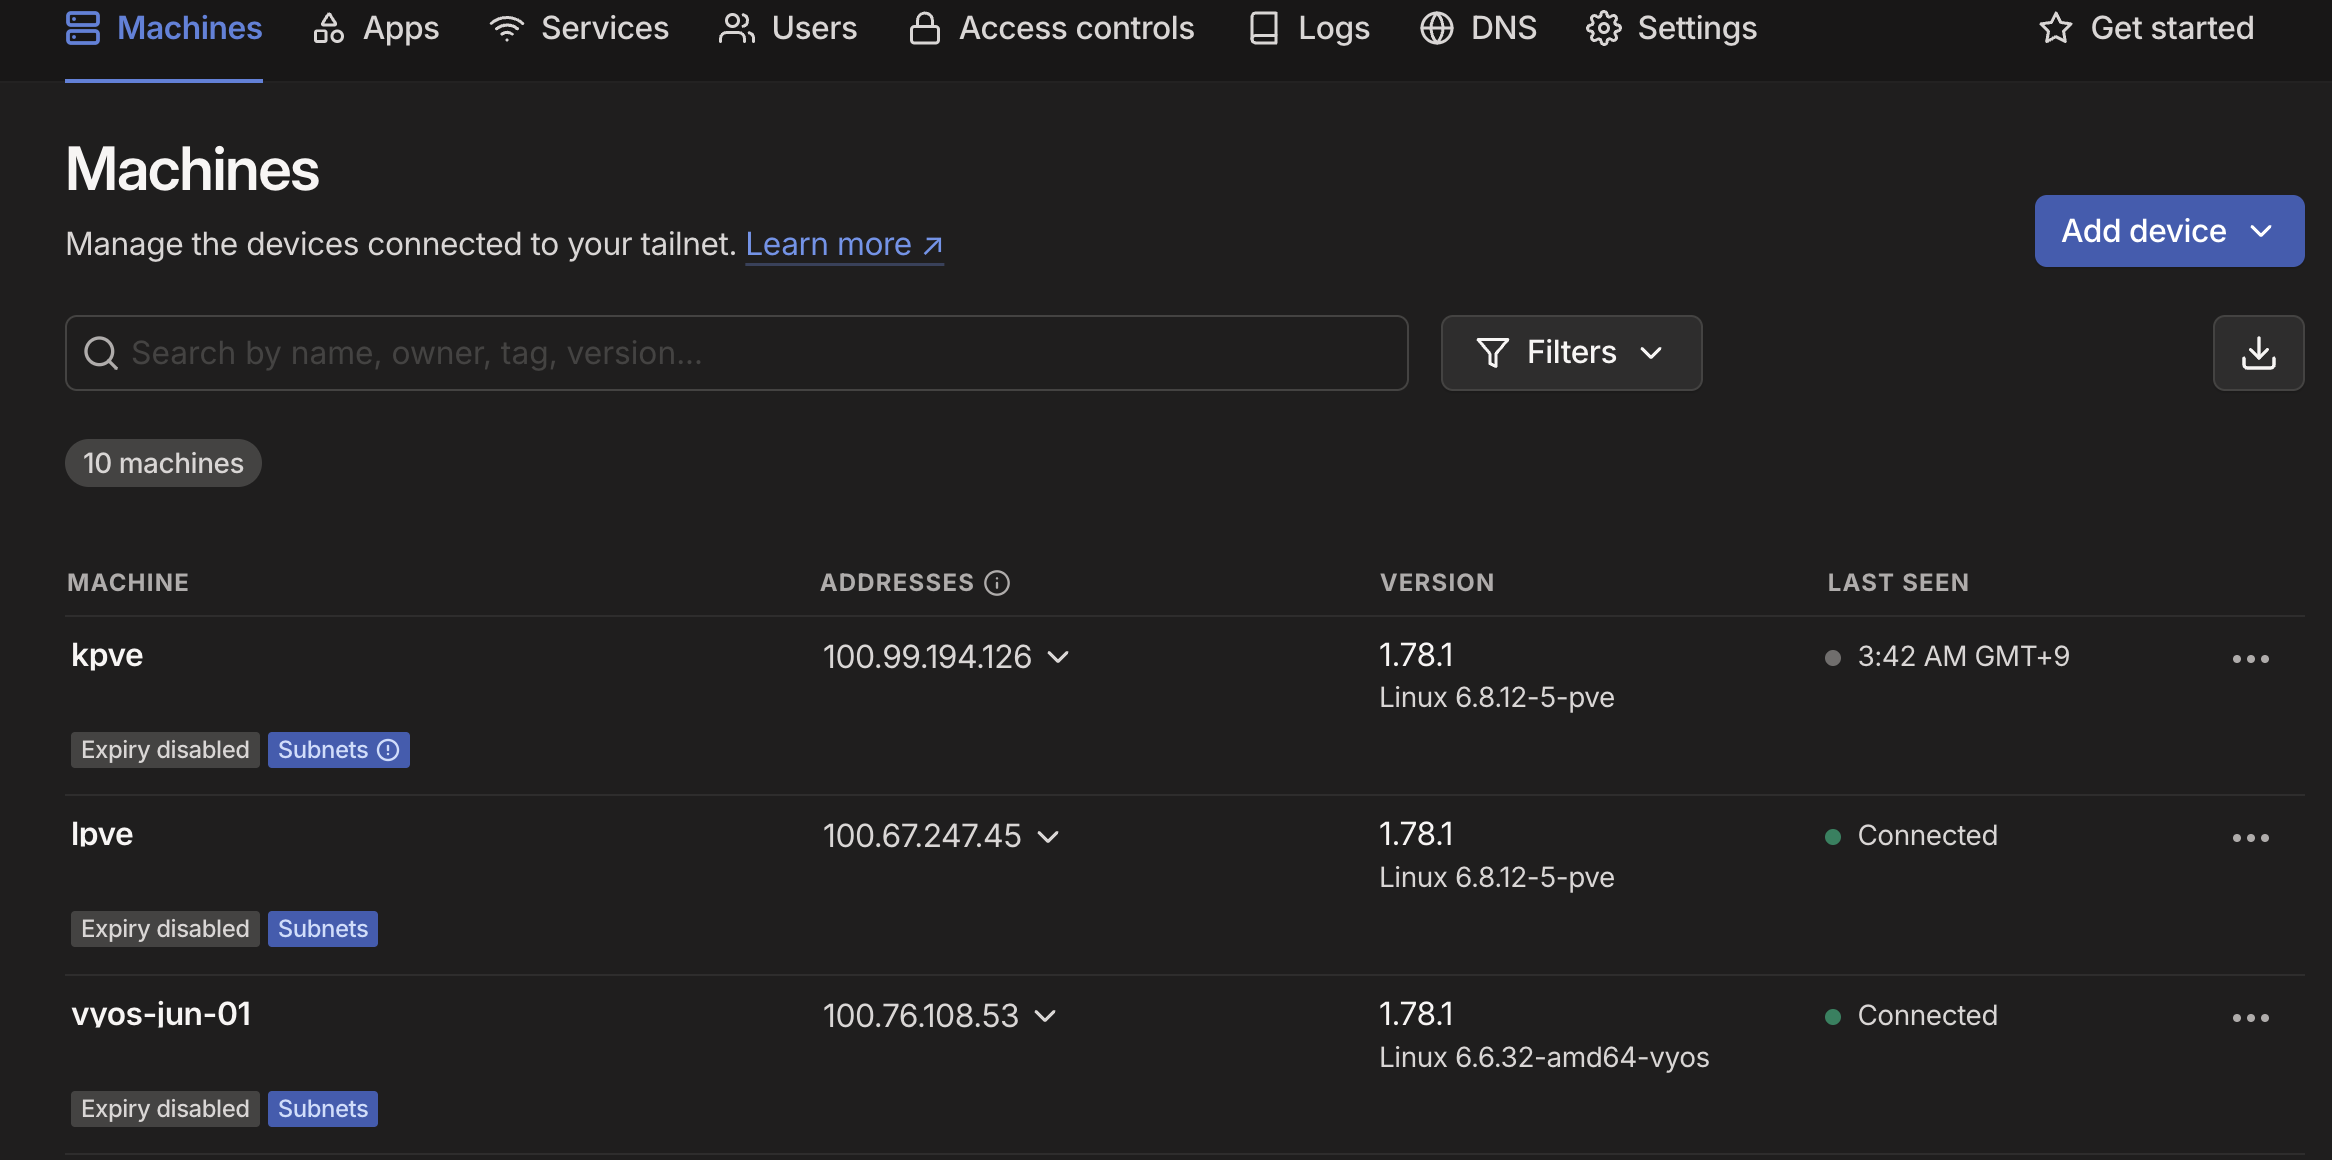 Machines Apps Services Users Access controls Logs DNS Settings Get started
Machines
Manage the devices connected to your tailnet. Learn more ↗
Add device
Search by name, owner, tag, version...
Filters
10 machines
MACHINE ADDRESSES VERSION LAST SEEN
kpve 100.99.194.126 1.78.1 3:42 AM GMT+9
Linux 6.8.12-5-pve
Expiry disabled Subnets
lpve 100.67.247.45 1.78.1 Connected
Linux 6.8.12-5-pve
Expiry disabled Subnets
vyos-jun-01 100.76.108.53 1.78.1 Connected
Linux 6.6.32-amd64-vyos
Expiry disabled Subnets